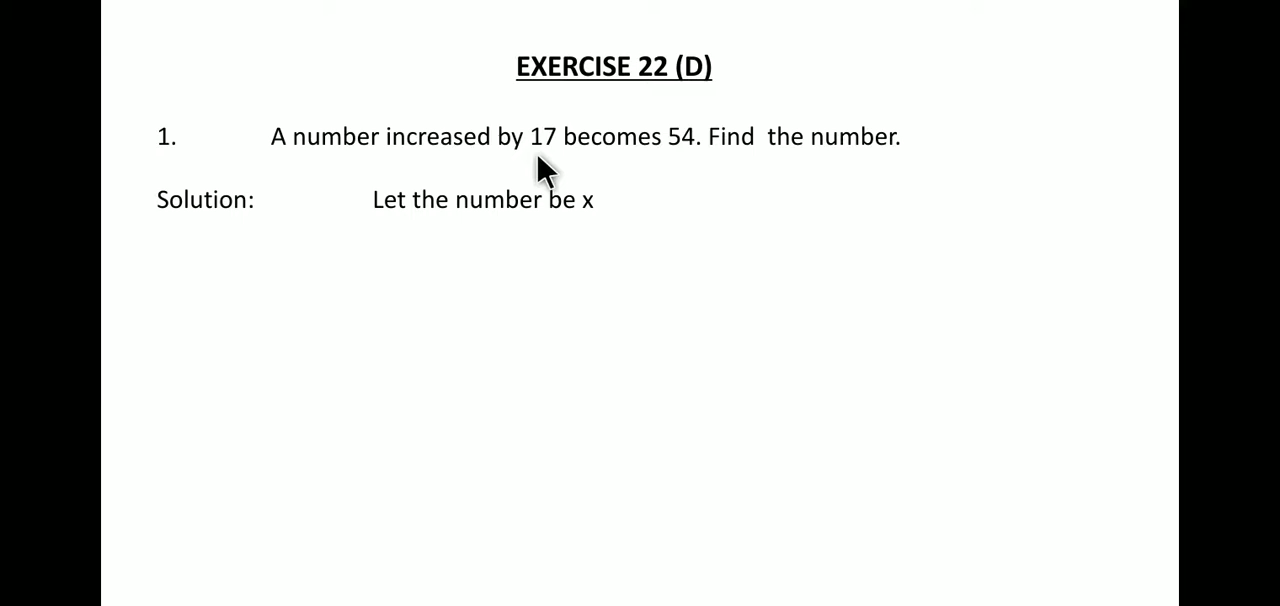 EXERCISE 22 (D)
1. A number increased by 17 becomes 54. Find the number.
Solution: Let the number be x